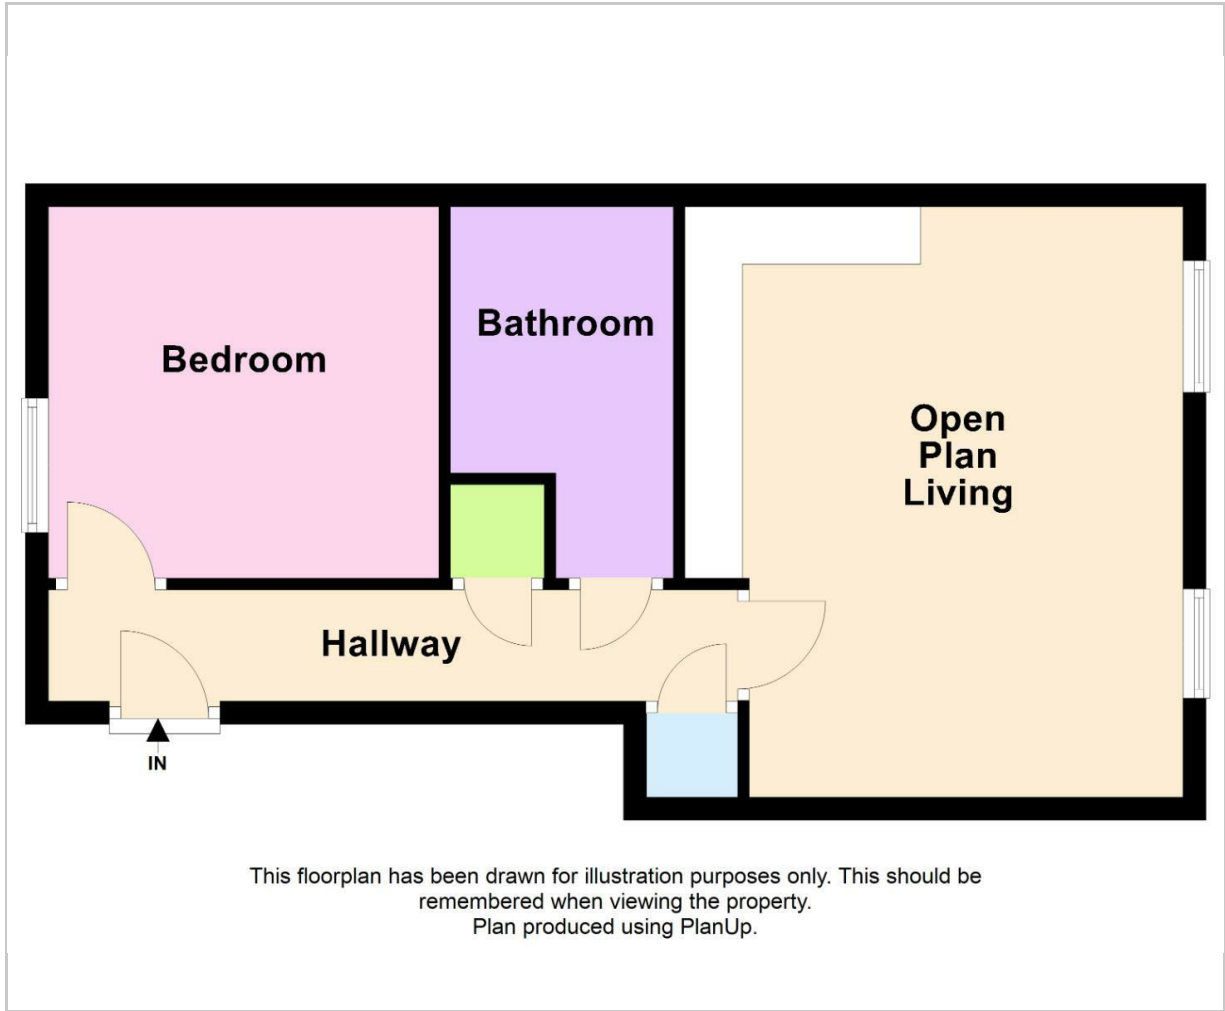 Bedroom
Bathroom
Open
Plan
Living
Hallway
IN
This floorplan has been drawn for illustration purposes only. This should be
remembered when viewing the property.
Plan produced using PlanUp.